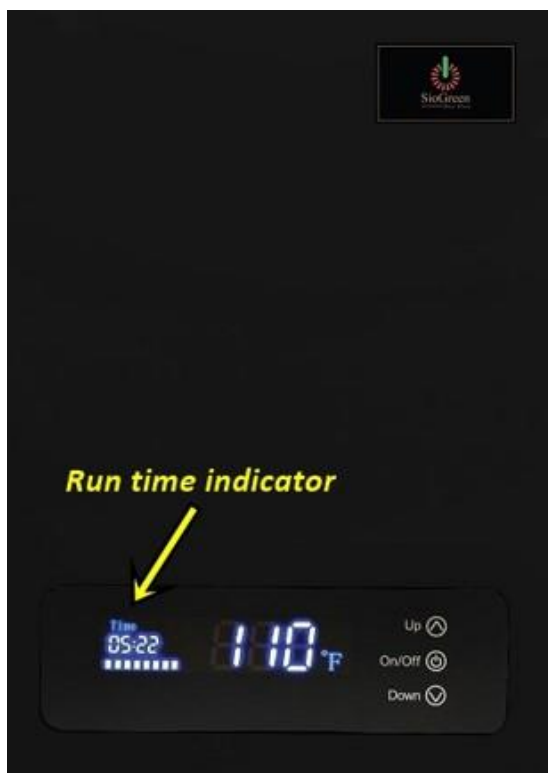 SioGreen
Run time indicator
Time
05:22
110 °F
Up
On/Off
Down